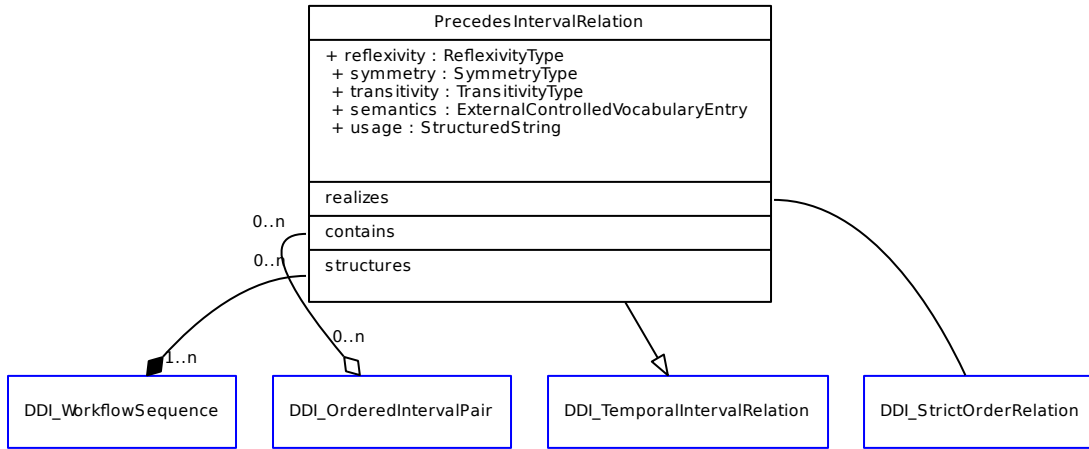 PrecedesIntervalRelation
+ reflexivity : ReflexivityType
+ symmetry : SymmetryType
+ transitivity : TransitivityType
+ semantics : ExternalControlledVocabularyEntry
+ usage : StructuredString
realizes
0..n
contains
0..n
structures
0..n
1..n
DDI_WorkflowSequence
DDI_OrderedIntervalPair
DDI_TemporalIntervalRelation
DDI_StrictOrderRelation